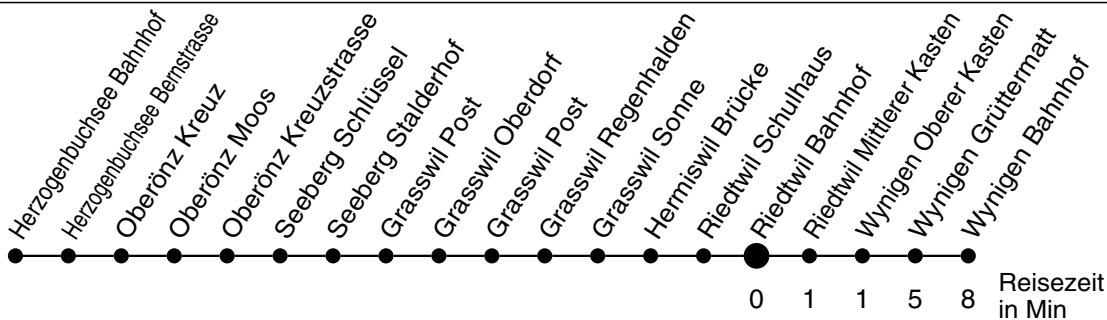 Herzogenbuchsee Bahnhof
Herzogenbuchsee Bernstrasse
Oberönz Kreuz
Oberönz Moos
Oberönz Kreuzstrasse
Seeberg Schlüssel
Seeberg Stalderhof
Grasswil Post
Grasswil Oberdorf
Grasswil Post
Grasswil Regenhalden
Grasswil Sonne
Hermiswil Brücke
Riedtwil Schulhaus
Riedtwil Bahnhof
Riedtwil Mittlerer Kasten
Wynigen Oberer Kasten
Wynigen Grüttermatt
Wynigen Bahnhof
0 1 1 5 8
Reisezeit
in Min